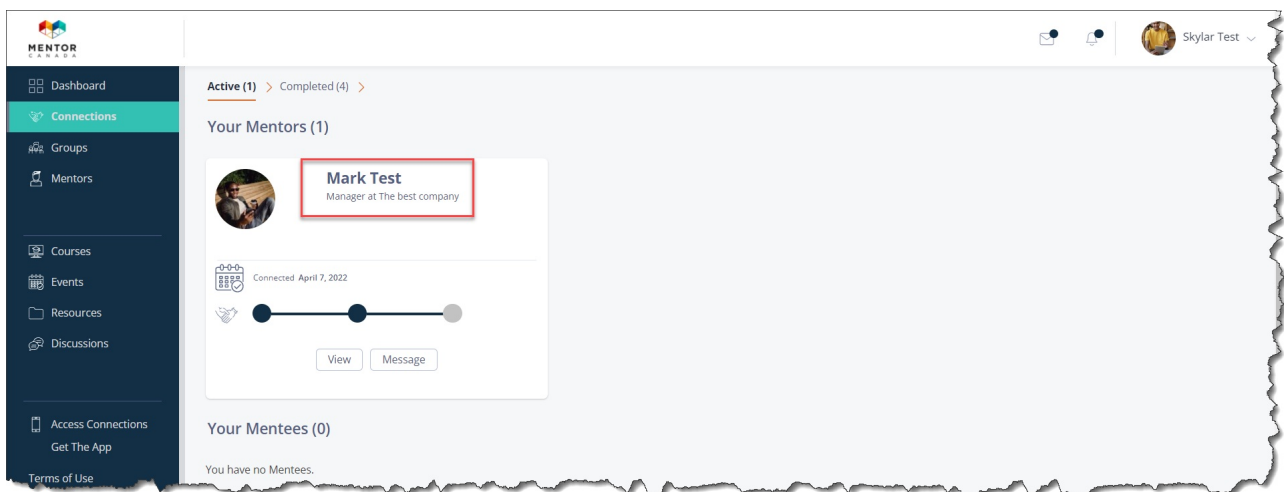 MENTOR
CANADA
Skylar Test
Dashboard
Connections
Groups
Mentors
Courses
Events
Resources
Discussions
Access Connections
Get The App
Terms of Use
Active (1) > Completed (4) >
Your Mentors (1)
Mark Test
Manager at The best company
Connected April 7, 2022
View Message
Your Mentees (0)
You have no Mentees.